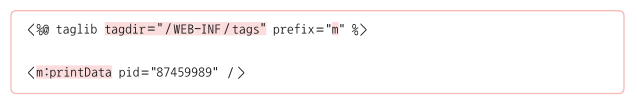 <%@ taglib tagdir="/WEB-INF/tags" prefix="m" %>
<m:printData pid="87459989" />